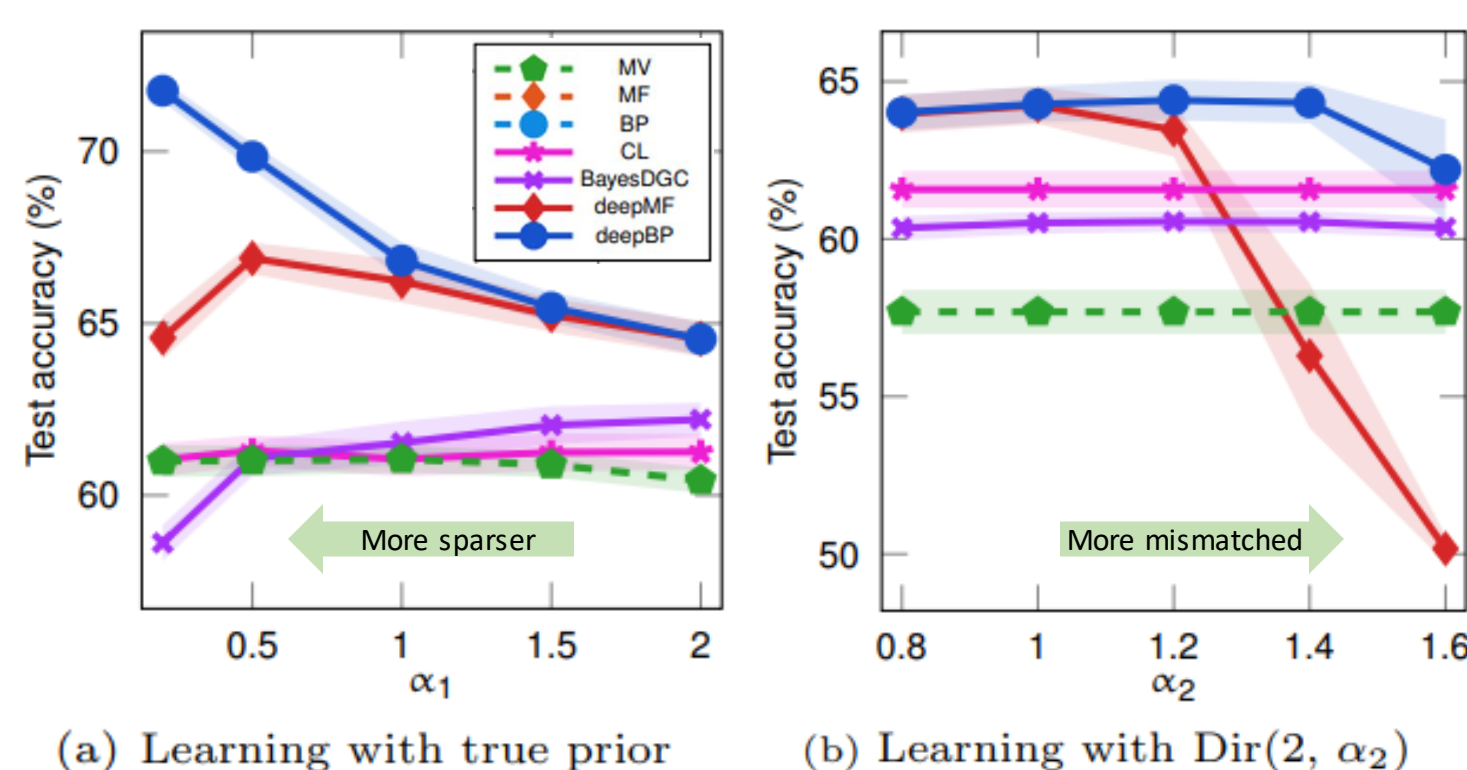 MV
MF
BP
CL
BayesDGC
deepMF
deepBP
Test accuracy (%)
70
65
60
More sparser
0.5 1 1.5 2
α1
(a) Learning with true prior
Test accuracy (%)
65
60
55
50
More mismatched
0.8 1 1.2 1.4 1.6
α2
(b) Learning with Dir(2, α2)